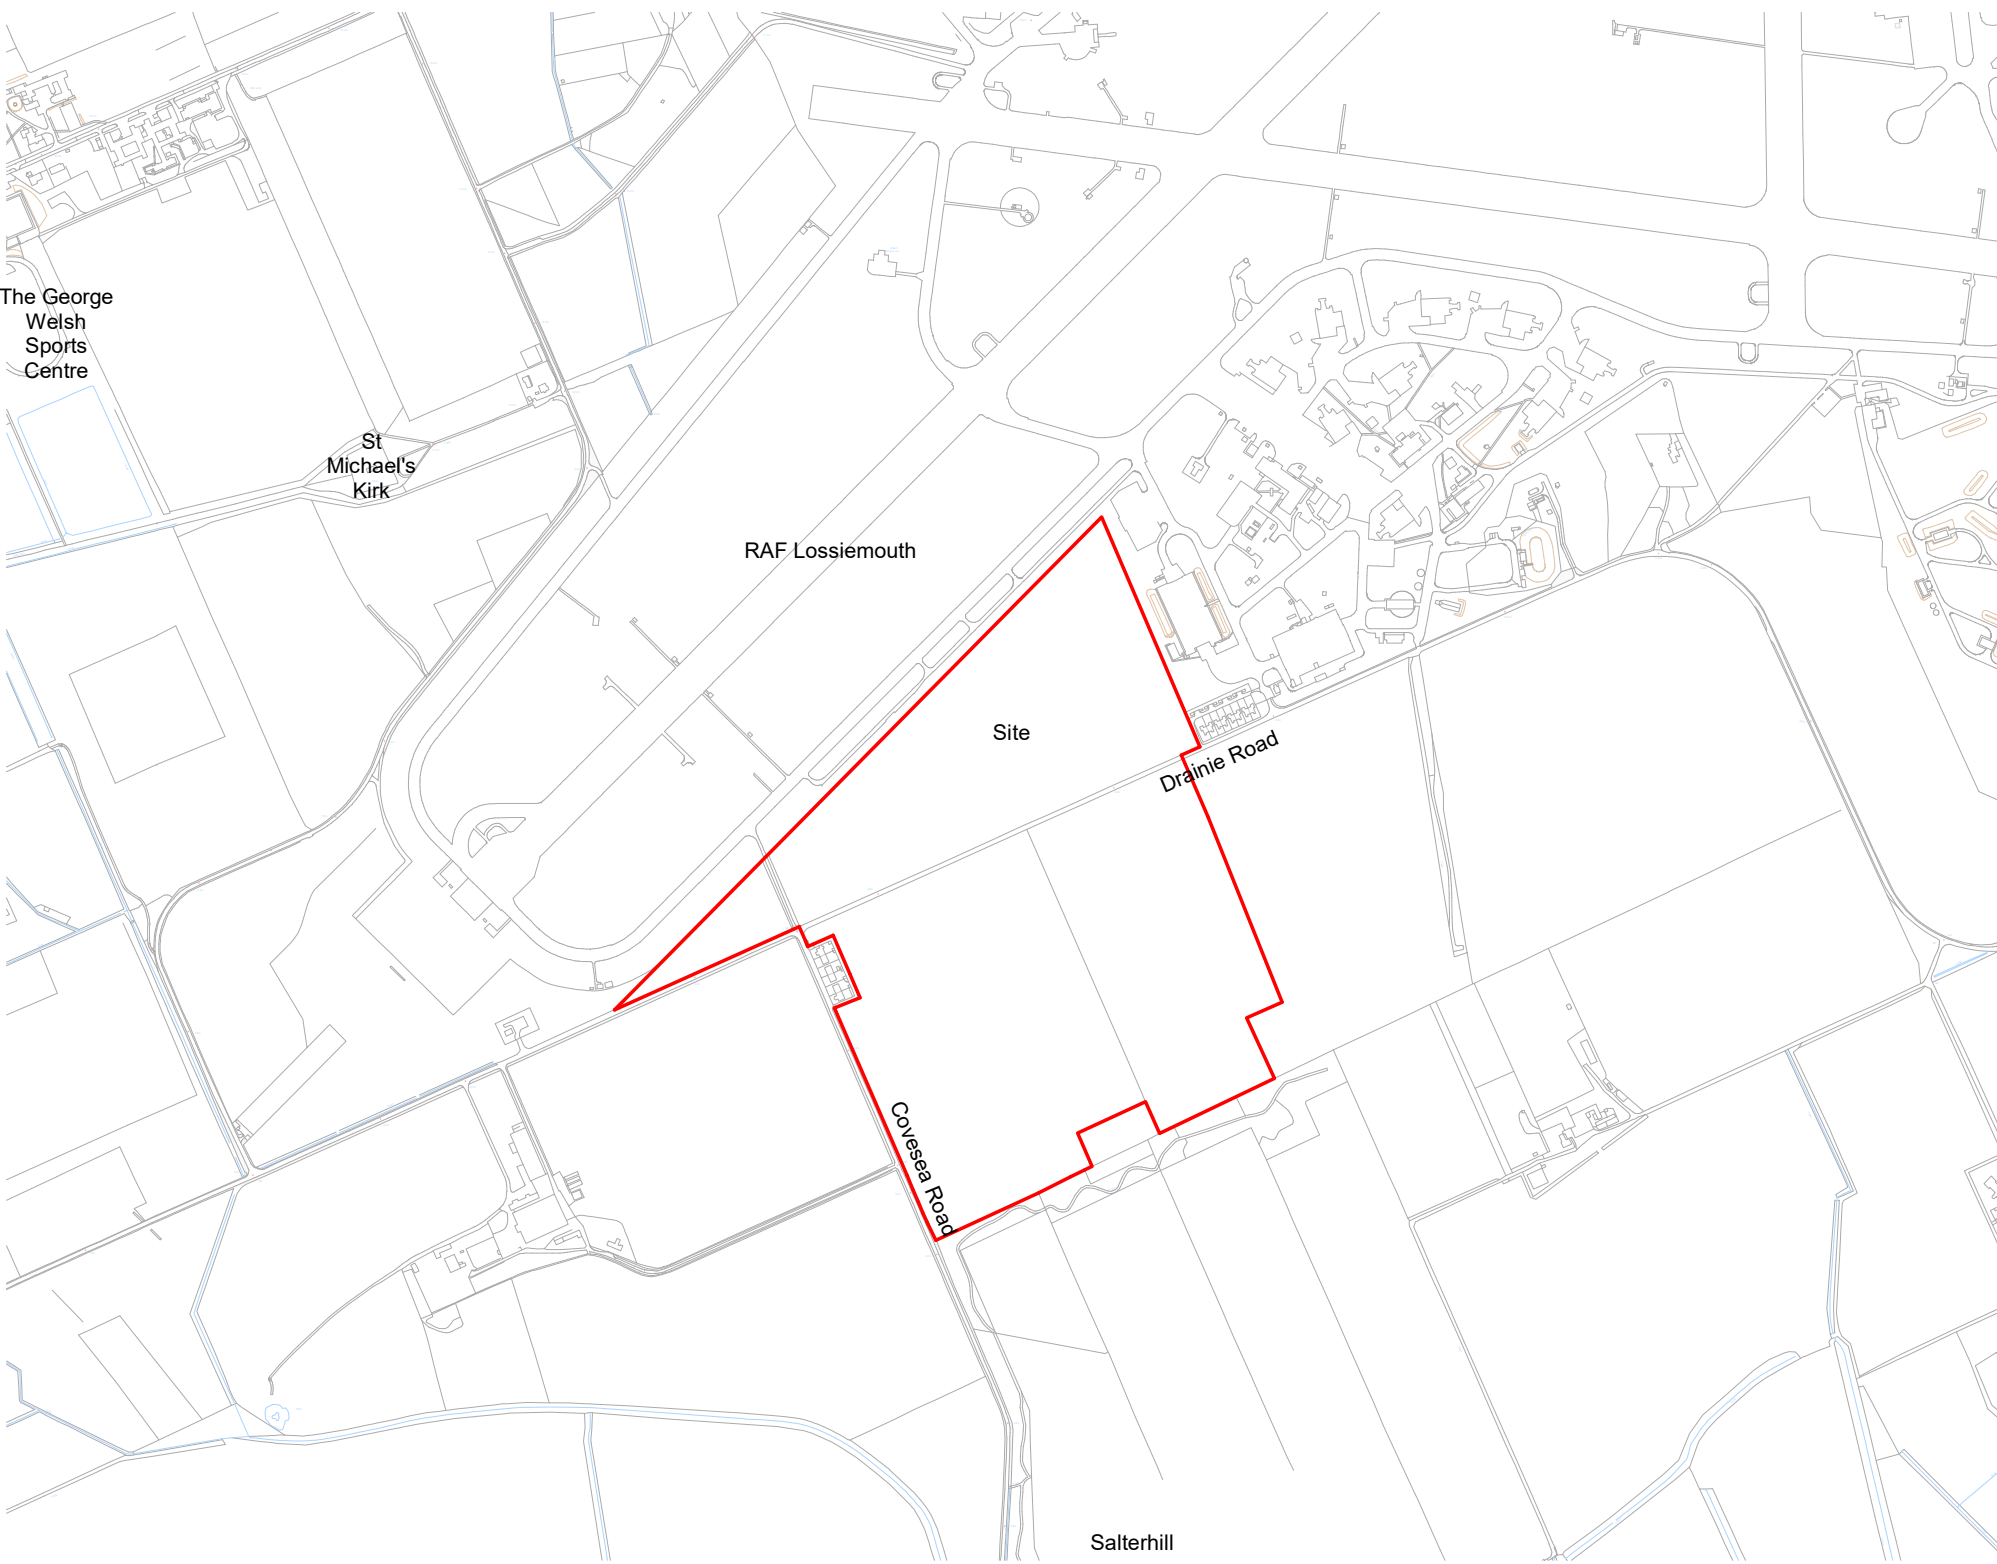 The George
Welsh
Sports
Centre
St
Michael's
Kirk
RAF Lossiemouth
Site
Drainie Road
Covesea Road
Salterhill